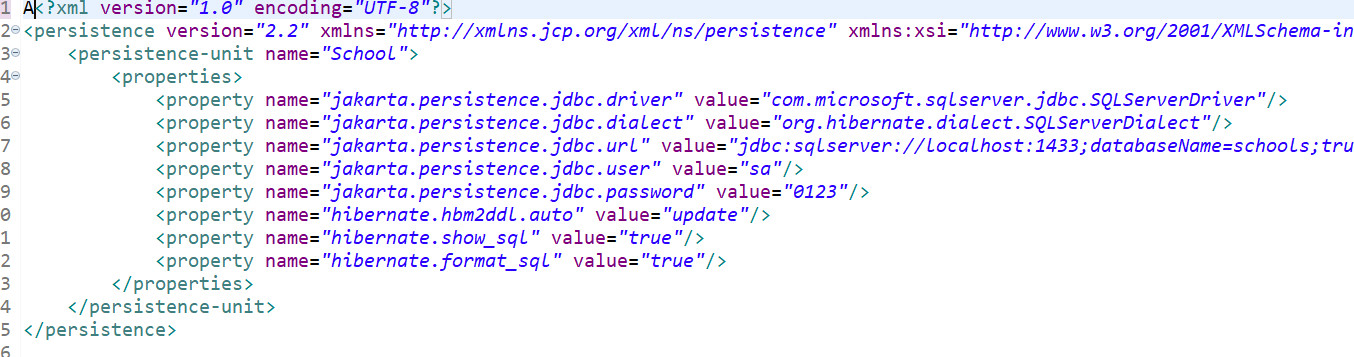 1 A<?xml version="1.0" encoding="UTF-8"?>
2 <persistence version="2.2" xmlns="http://xmlns.jcp.org/xml/ns/persistence" xmlns:xsi="http://www.w3.org/2001/XMLSchema-in
3 <persistence-unit name="School">
4 <properties>
5 <property name="jakarta.persistence.jdbc.driver" value="com.microsoft.sqlserver.jdbc.SQLServerDriver"/>
6 <property name="jakarta.persistence.jdbc.dialect" value="org.hibernate.dialect.SQLServerDialect"/>
7 <property name="jakarta.persistence.jdbc.url" value="jdbc:sqlserver://localhost:1433;databaseName=schools;tru
8 <property name="jakarta.persistence.jdbc.user" value="sa"/>
9 <property name="jakarta.persistence.jdbc.password" value="0123"/>
0 <property name="hibernate.hbm2ddl.auto" value="update"/>
1 <property name="hibernate.show_sql" value="true"/>
2 <property name="hibernate.format_sql" value="true"/>
3 </properties>
4 </persistence-unit>
5 </persistence>
6